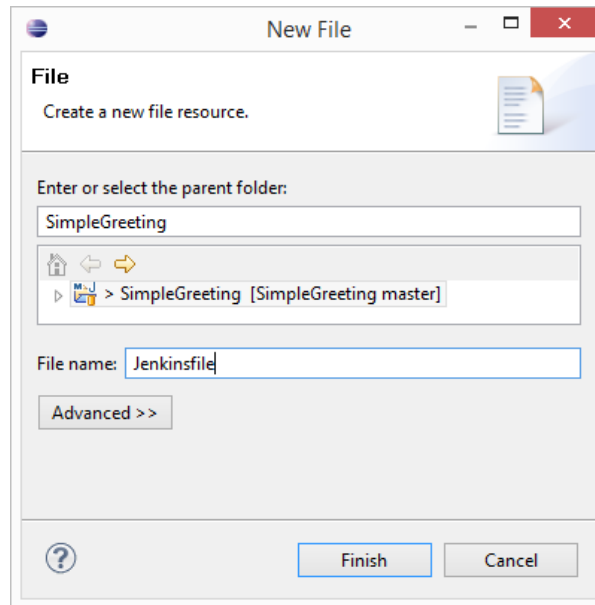 New File
File
Create a new file resource.
Enter or select the parent folder:
SimpleGreeting
> SimpleGreeting [SimpleGreeting master]
File name: Jenkinsfile
Advanced >>
? Finish Cancel